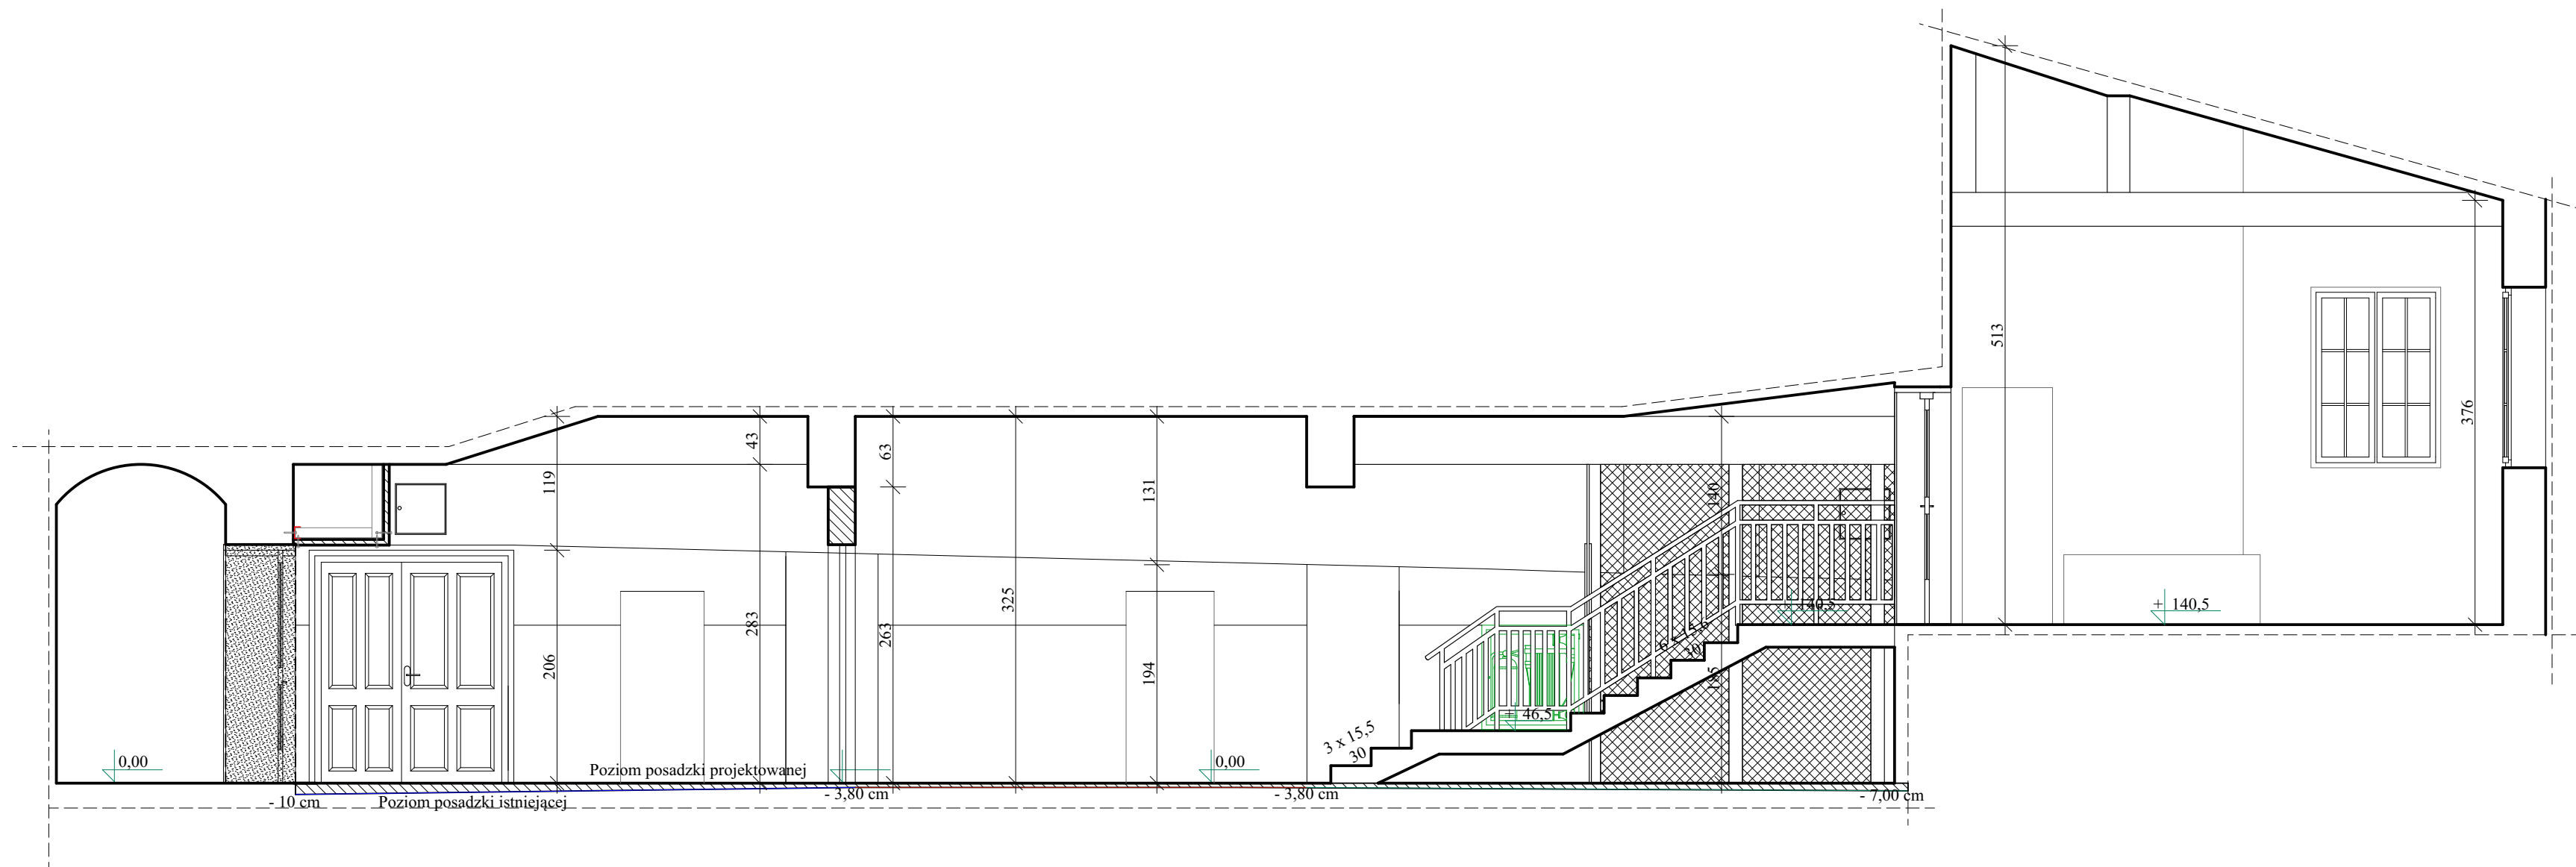 513
376
43
63
119
131
140
283
325
263
206
194
+ 140,5
140,5
46,5
3 x 15,5
30
30
0,00
0,00
Poziom posadzki projektowanej
- 10 cm
Poziom posadzki istniejącej
- 3,80 cm
- 3,80 cm
- 7,00 cm